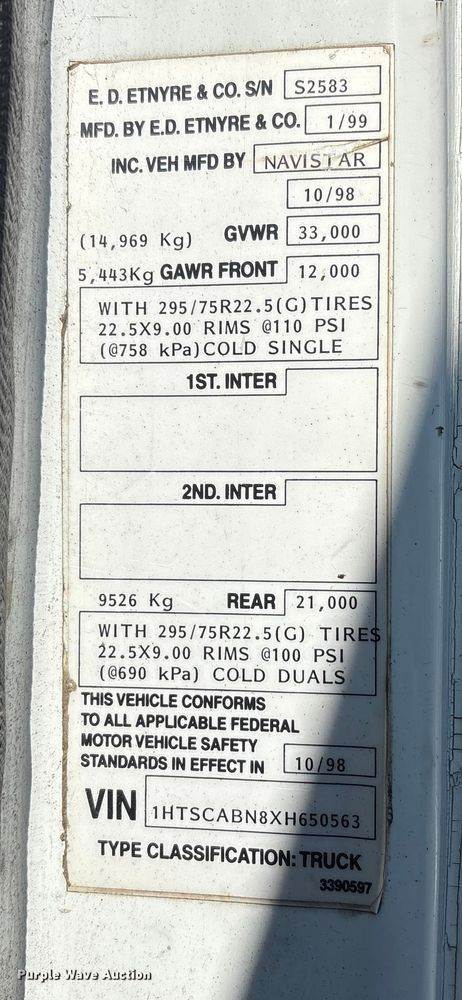 E. D. ETNYRE & CO. S/N S2583
MFD. BY E.D. ETNYRE & CO. 1/99
INC. VEH MFD BY NAVISTAR
10/98
(14,969 Kg) GVWR 33,000
5,443Kg GAWR FRONT 12,000
WITH 295/75R22.5(G)TIRES
22.5X9.00 RIMS @110 PSI
(@758 kPa)COLD SINGLE
1ST. INTER
2ND. INTER
9526 Kg REAR 21,000
WITH 295/75R22.5(G) TIRES
22.5X9.00 RIMS @100 PSI
(@690 kPa) COLD DUALS
THIS VEHICLE CONFORMS
TO ALL APPLICABLE FEDERAL
MOTOR VEHICLE SAFETY
STANDARDS IN EFFECT IN 10/98
VIN 1HTSCABN8XH650563
TYPE CLASSIFICATION: TRUCK
3390597
Purple Wave Auction